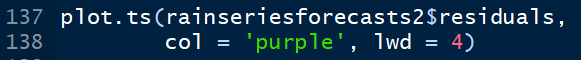 137 plot.ts(rainseriesforecasts2$residuals,
138         col = 'purple', lwd = 4)